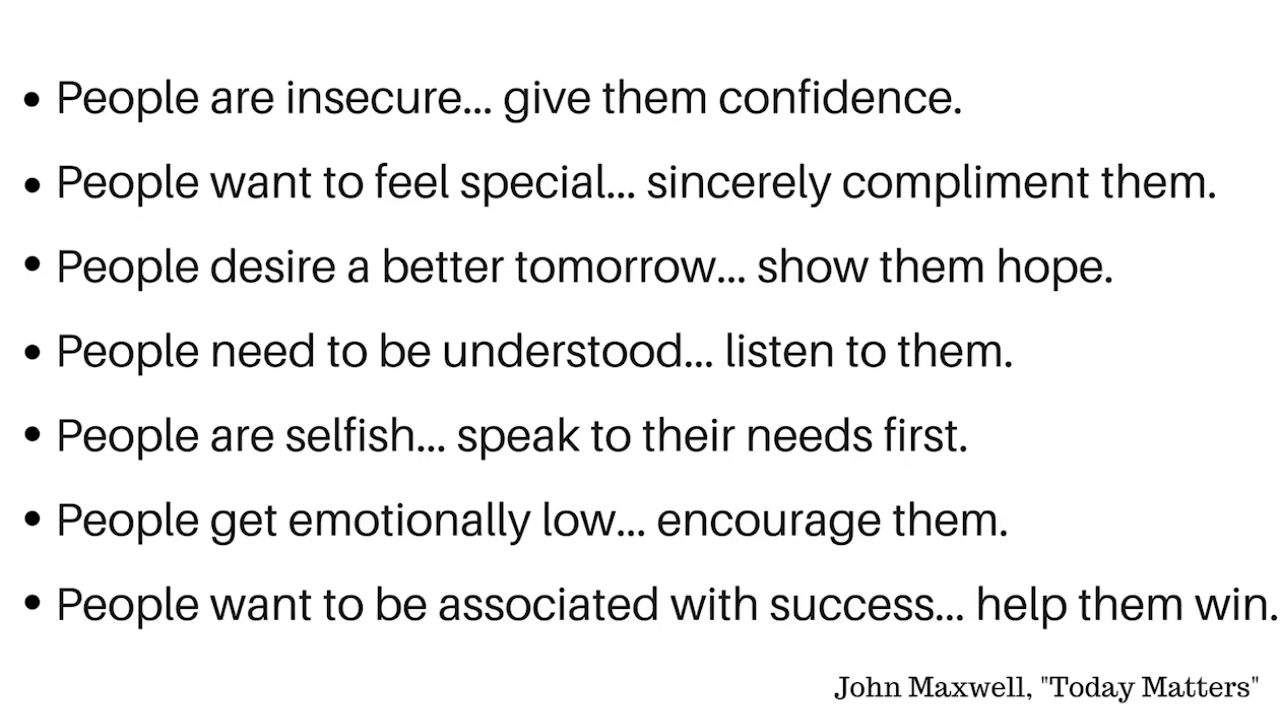 • People are insecure... give them confidence.
• People want to feel special... sincerely compliment them.
• People desire a better tomorrow... show them hope.
• People need to be understood... listen to them.
• People are selfish... speak to their needs first.
• People get emotionally low... encourage them.
• People want to be associated with success... help them win.
John Maxwell, "Today Matters"